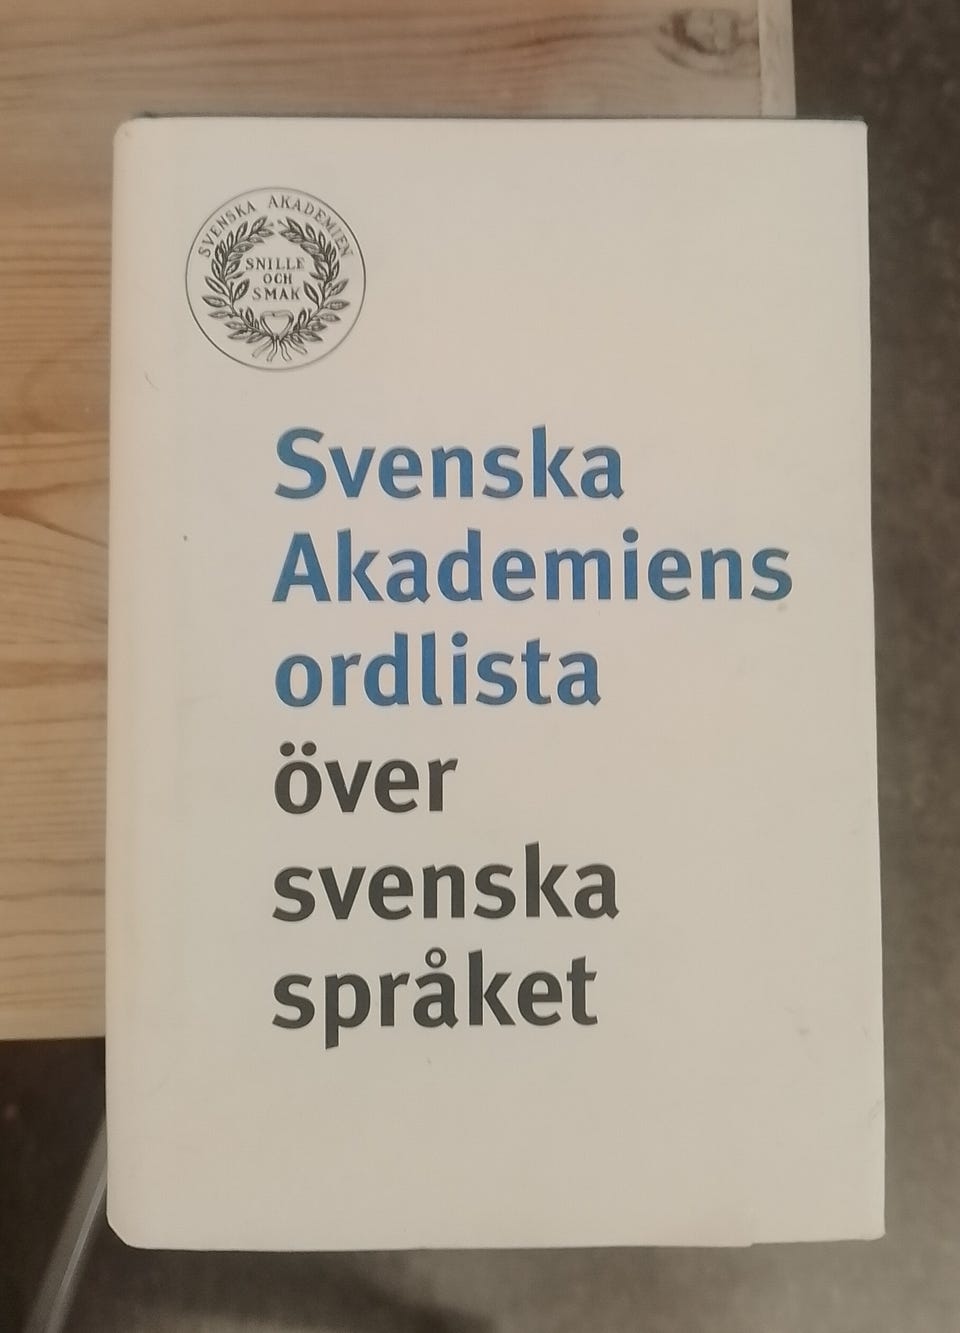 SVENSKA AKADEMIEN
SNILLE
OCH
SMAK
Svenska
Akademiens
ordlista
över
svenska
språket